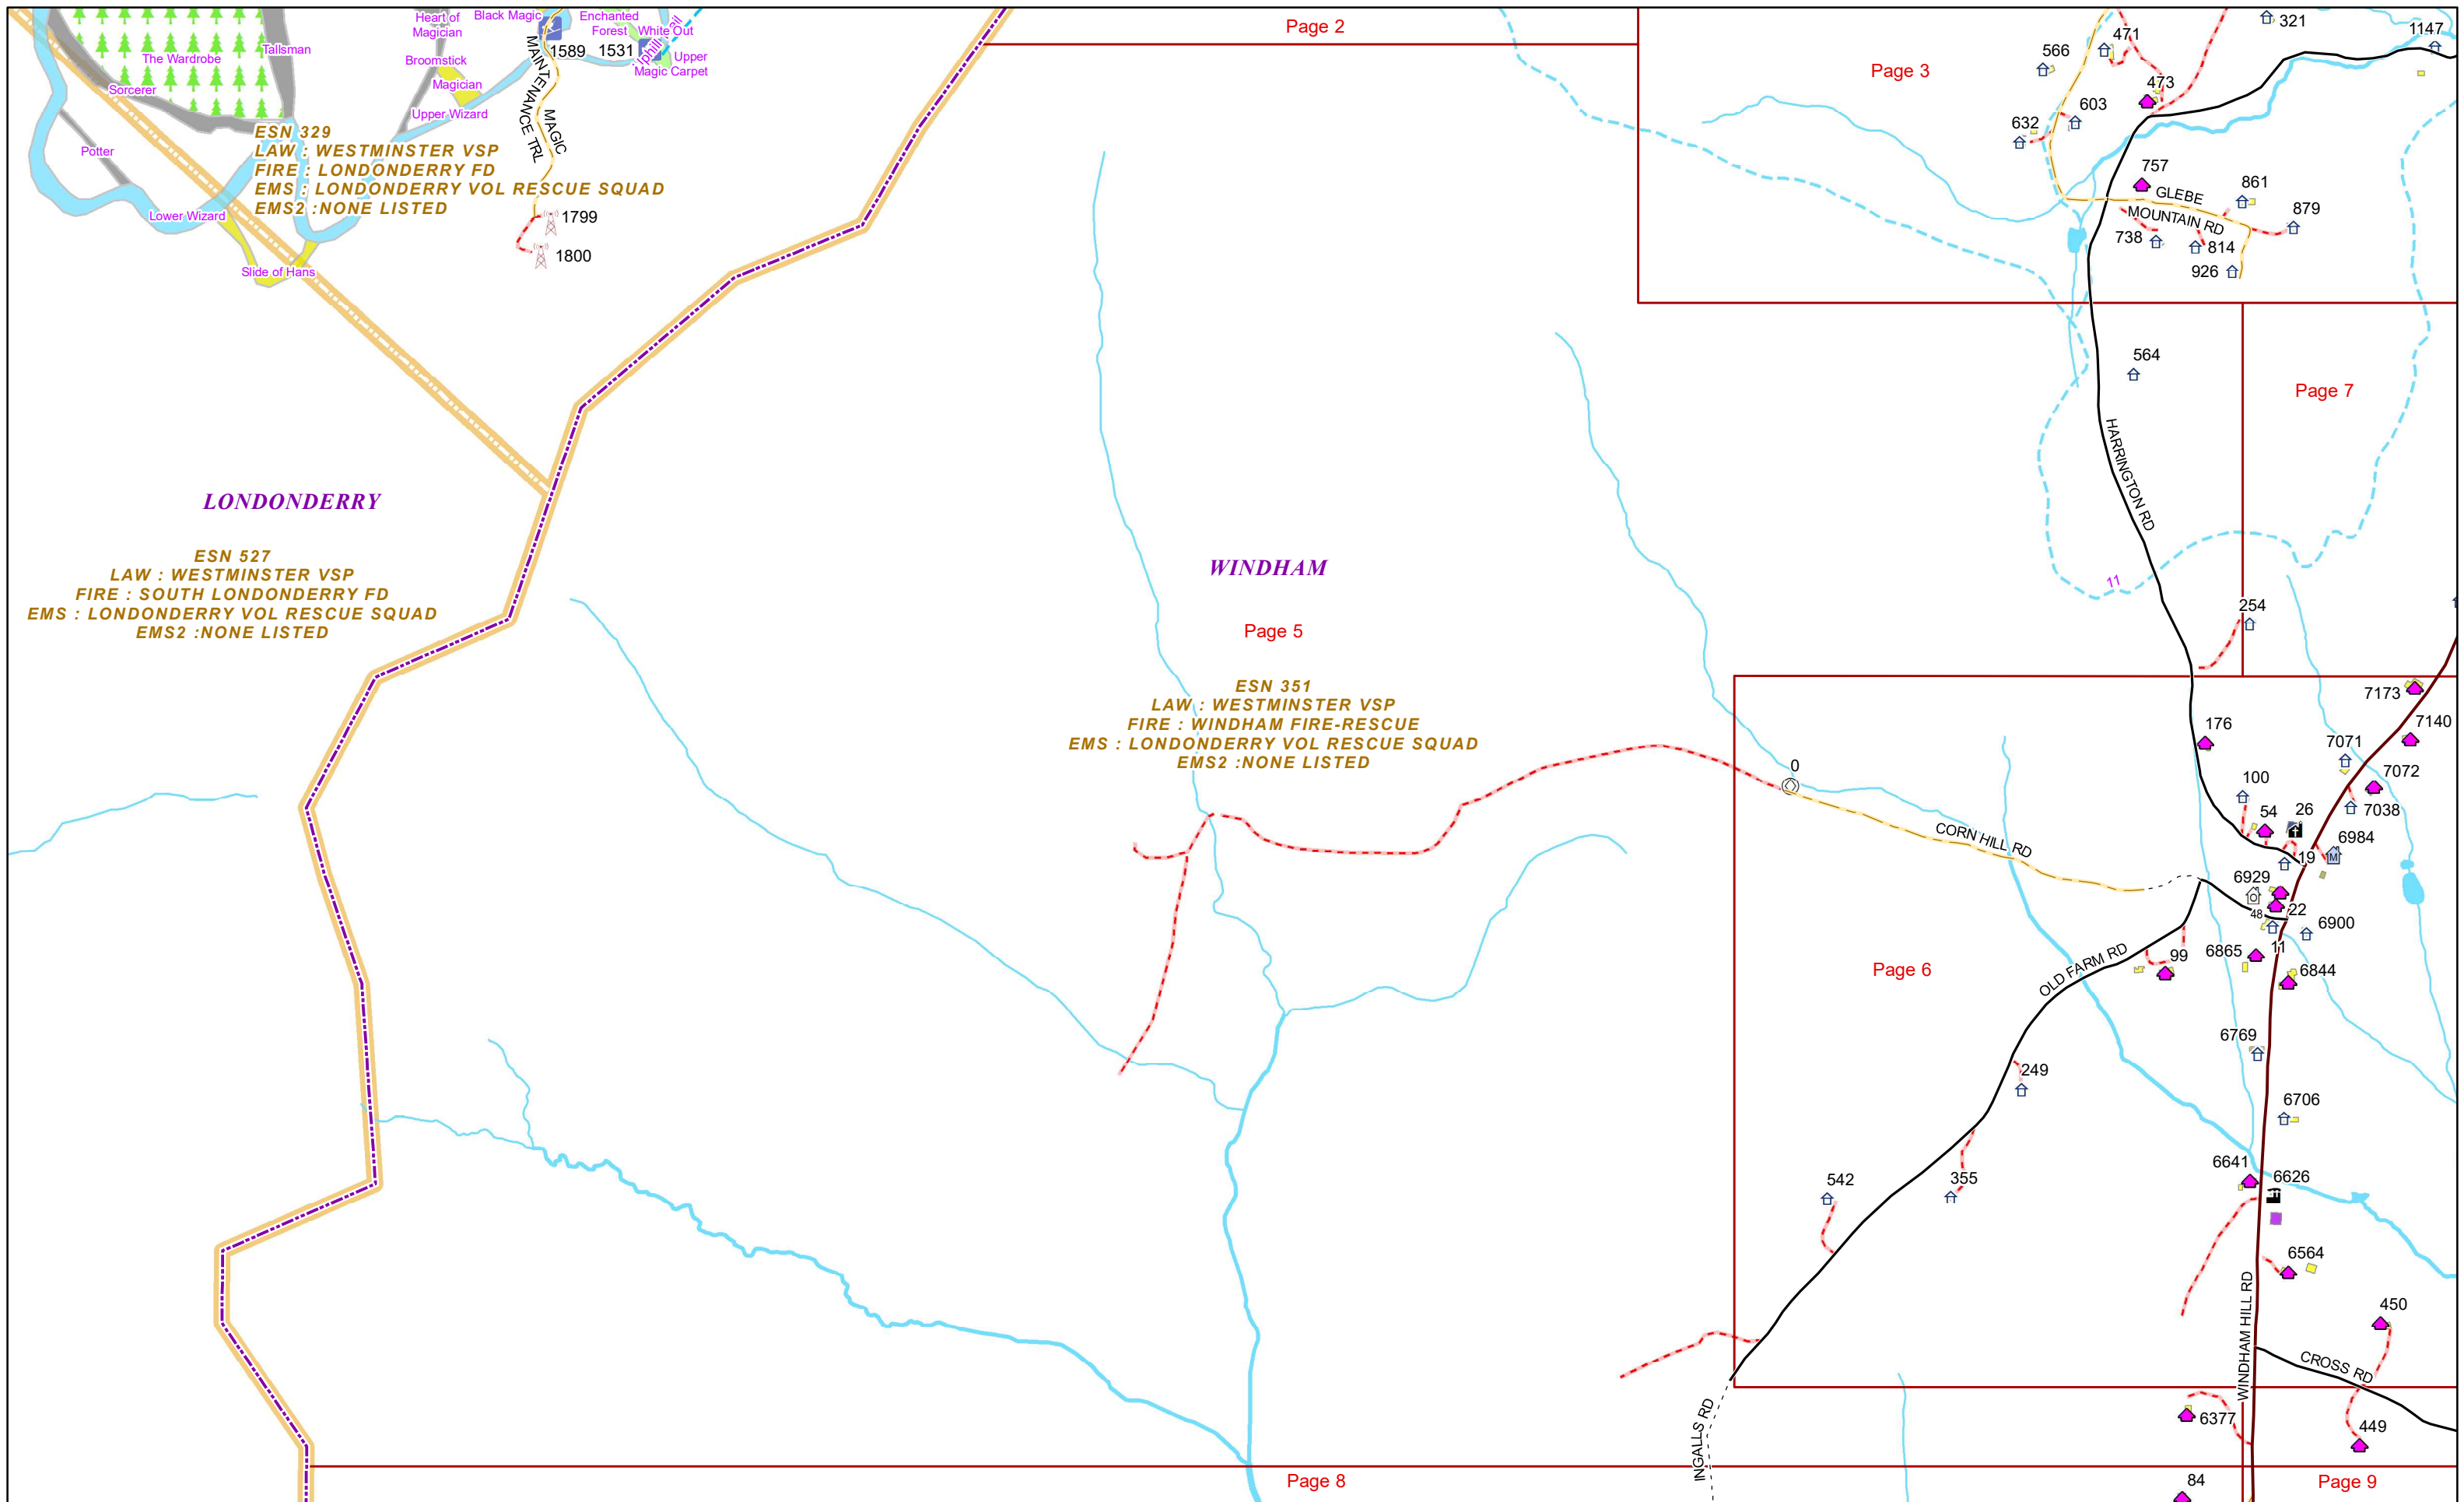 Heart of
Magician
Black Magic
Enchanted
Forest
White Out
Uphill Trail
Upper
Magic Carpet
Tallsman
The Wardrobe
Sorcerer
Broomstick
Magician
Upper Wizard
Potter
Lower Wizard
Slide of Hans
1589
1531
MAGIC
MAINTENANCE TRL
1799
1800
ESN 329
LAW : WESTMINSTER VSP
FIRE : LONDONDERRY FD
EMS : LONDONDERRY VOL RESCUE SQUAD
EMS2 :NONE LISTED
LONDONDERRY
ESN 527
LAW : WESTMINSTER VSP
FIRE : SOUTH LONDONDERRY FD
EMS : LONDONDERRY VOL RESCUE SQUAD
EMS2 :NONE LISTED
Page 2
WINDHAM
Page 5
ESN 351
LAW : WESTMINSTER VSP
FIRE : WINDHAM FIRE-RESCUE
EMS : LONDONDERRY VOL RESCUE SQUAD
EMS2 :NONE LISTED
Page 3
321
1147
471
566
473
603
632
757
GLEBE
MOUNTAIN RD
861
879
738
814
926
564
Page 7
HARRINGTON RD
11
254
7173
7140
176
7071
7072
0
100
7038
54
26
CORN HILL RD
6984
M
19
6929
O
22
48
6900
11
6865
99
6844
OLD FARM RD
Page 6
6769
249
6706
542
355
6641
6626
6564
WINDHAM HILL RD
450
CROSS RD
INGALLS RD
6377
449
Page 8
84
Page 9